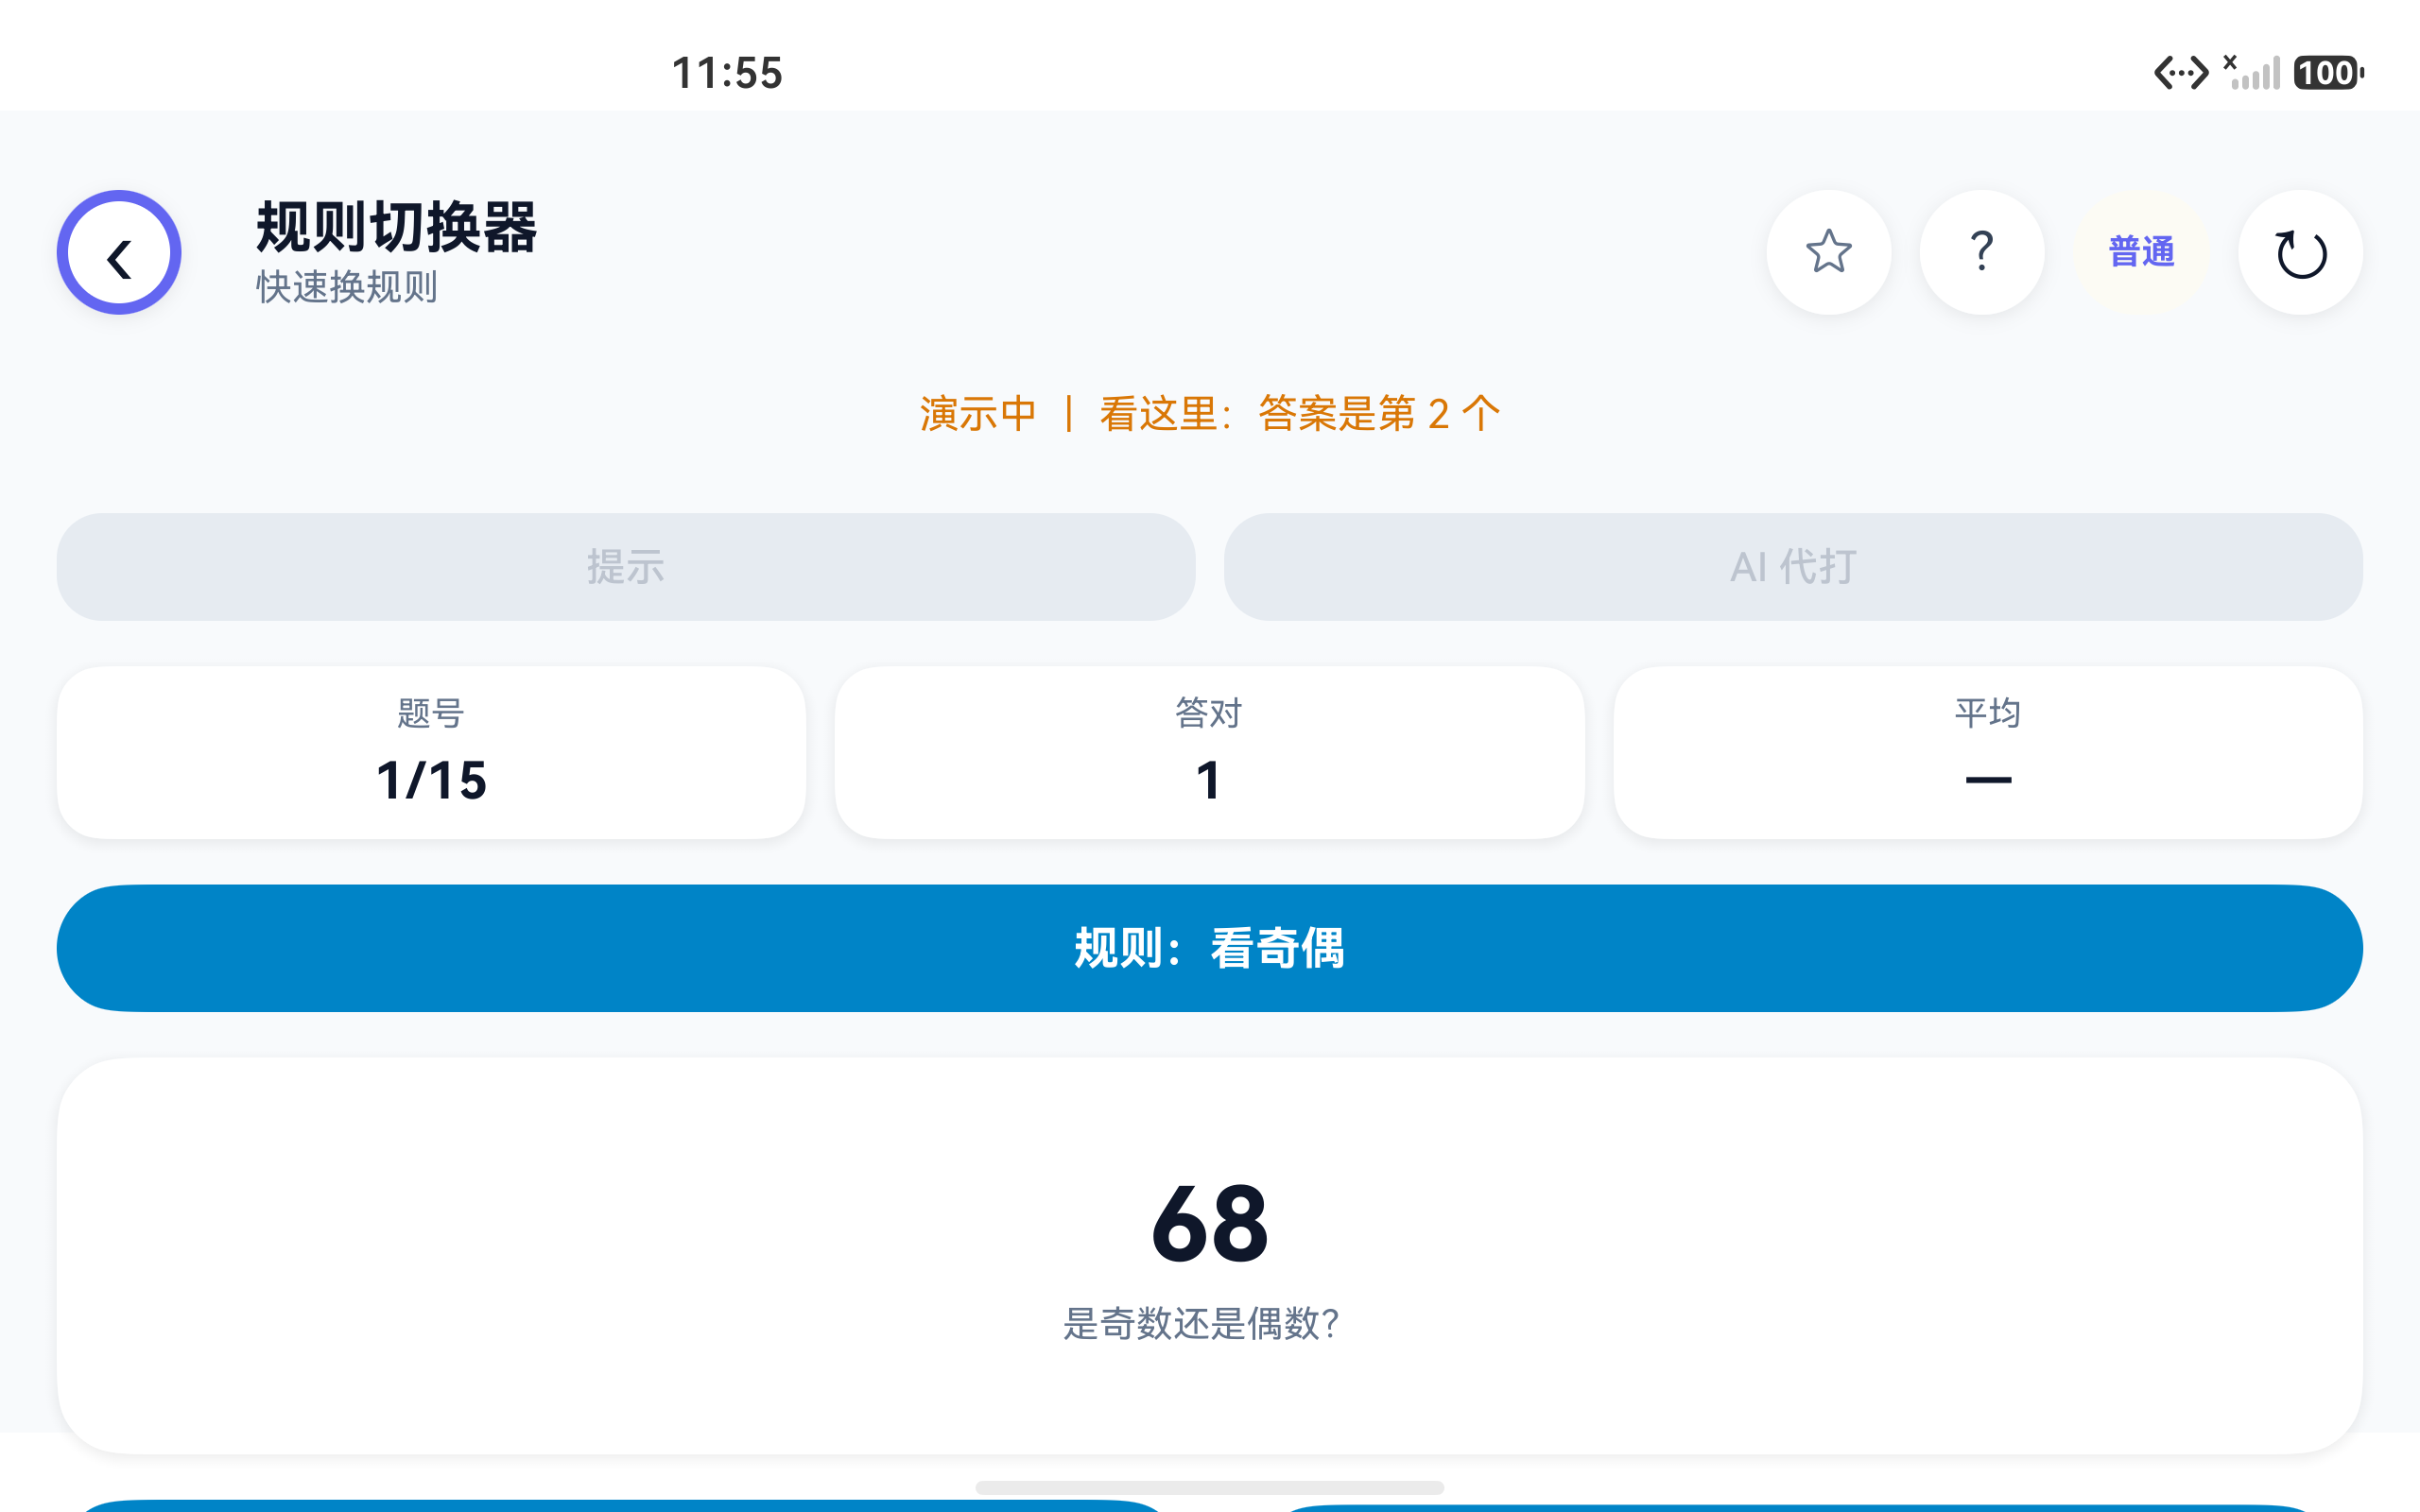 11:55
100
规则切换器
快速换规则
?
普通
演示中 | 看这里：答案是第 2 个
提示
AI 代打
题号
1/15
答对
1
平均
—
规则：看奇偶
68
是奇数还是偶数？